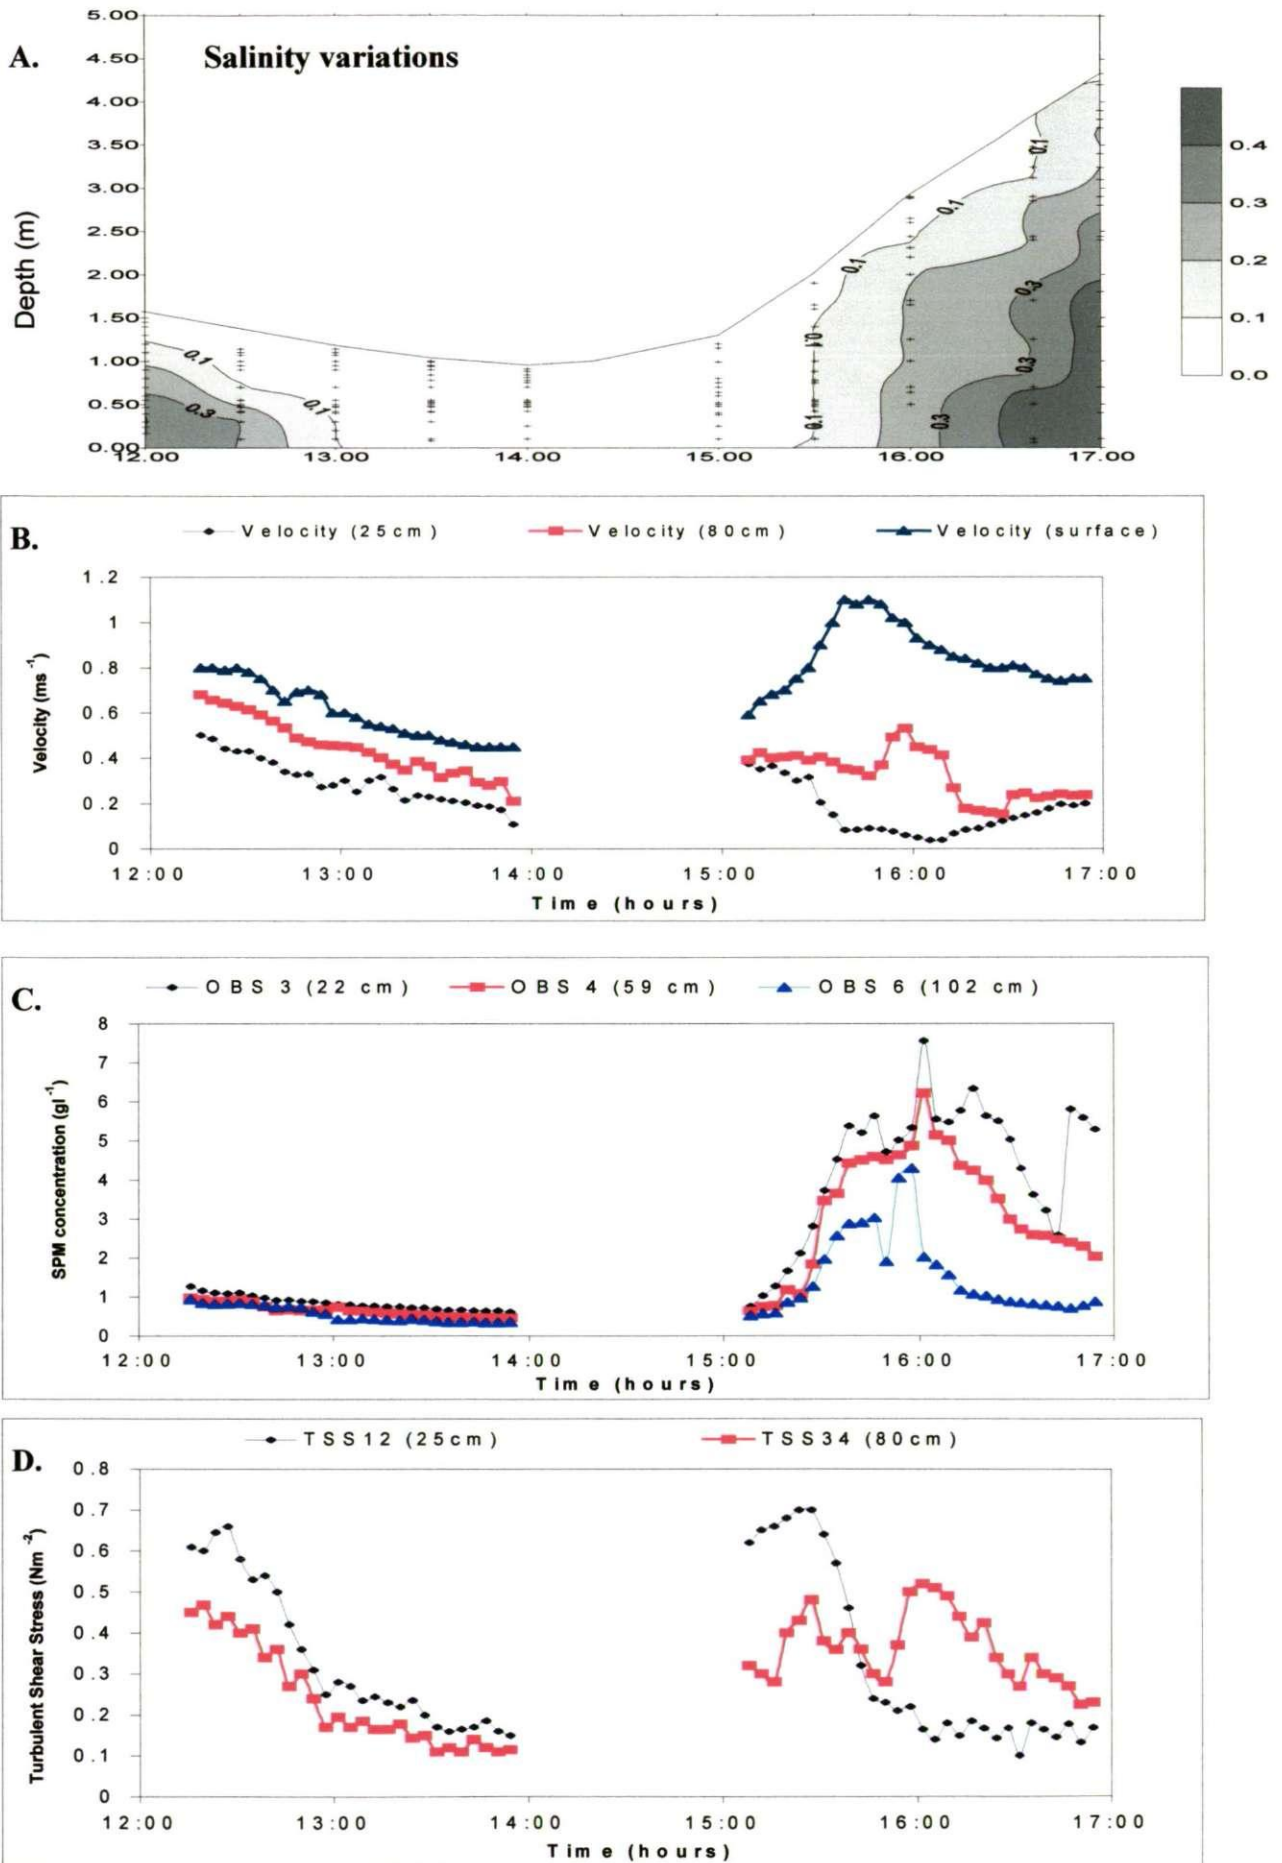 A.
Salinity variations
5.00
4.50
4.00
3.50
3.00
2.50
2.00
1.50
1.00
0.50
0.00
Depth (m)
0.1
0.3
0.1
0.1
0.1
0.1
0.1
0.1
0.3
0.3
0.3
12.00 13.00 14.00 15.00 16.00 17.00
0.4
0.3
0.2
0.1
0.0
B.
Velocity (25cm) Velocity (80cm) Velocity (surface)
1.2
1
0.8
0.6
0.4
0.2
0
Velocity (ms -1)
12:00 13:00 14:00 15:00 16:00 17:00
Time (hours)
C.
OBS 3 (22 cm) OBS 4 (59 cm) OBS 6 (102 cm)
8
7
6
5
4
3
2
1
0
SPM concentration (gl -1)
12:00 13:00 14:00 15:00 16:00 17:00
Time (hours)
D.
TSS12 (25cm) TSS34 (80cm)
0.8
0.7
0.6
0.5
0.4
0.3
0.2
0.1
0
Turbulent Shear Stress (Nm -2)
12:00 13:00 14:00 15:00 16:00 17:00
Time (hours)